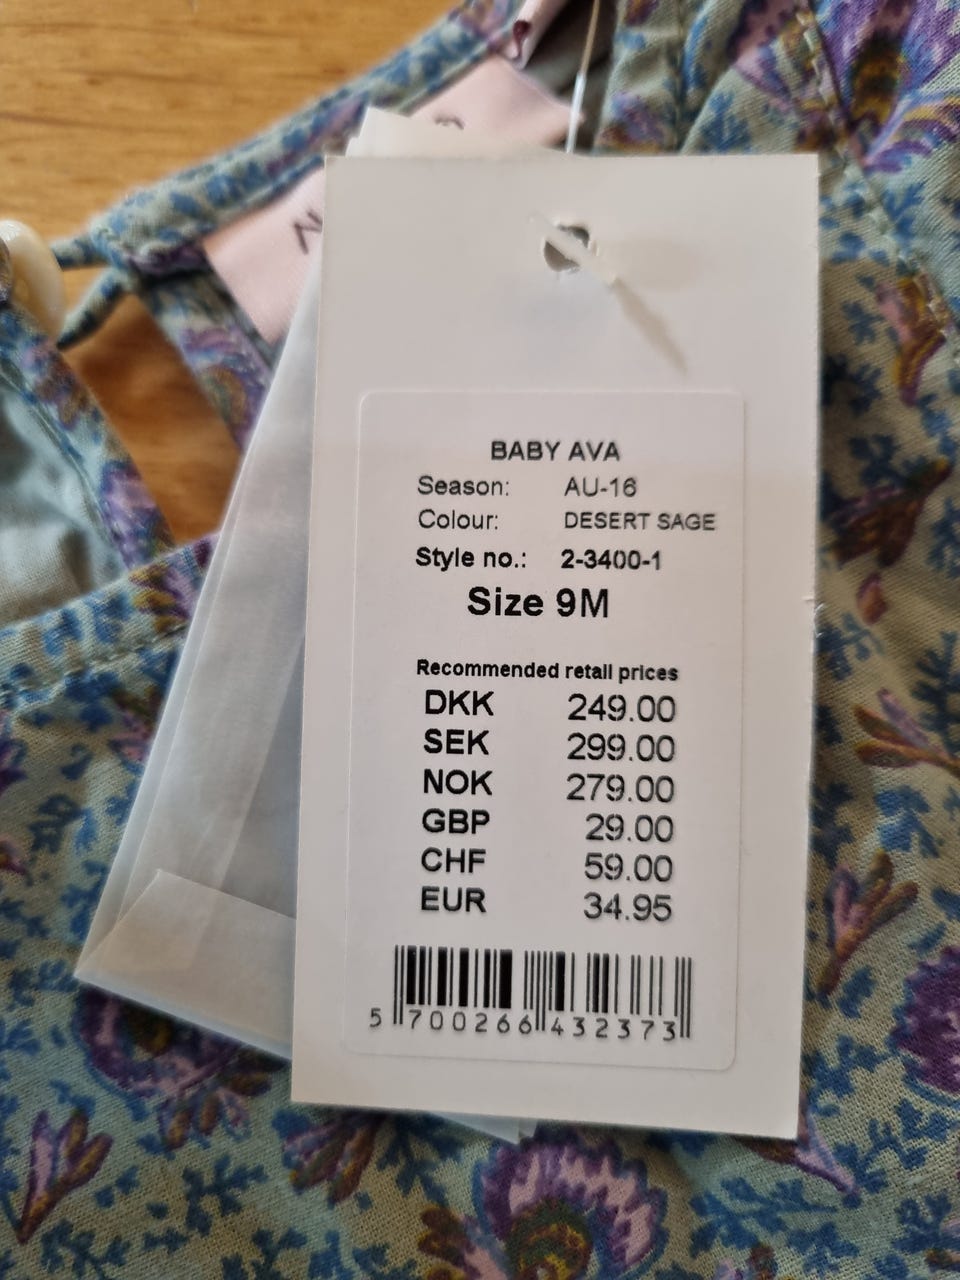 BABY AVA
Season: AU-16
Colour: DESERT SAGE
Style no.: 2-3400-1
Size 9M
Recommended retail prices
DKK 249.00
SEK 299.00
NOK 279.00
GBP 29.00
CHF 59.00
EUR 34.95
5 700266 432373